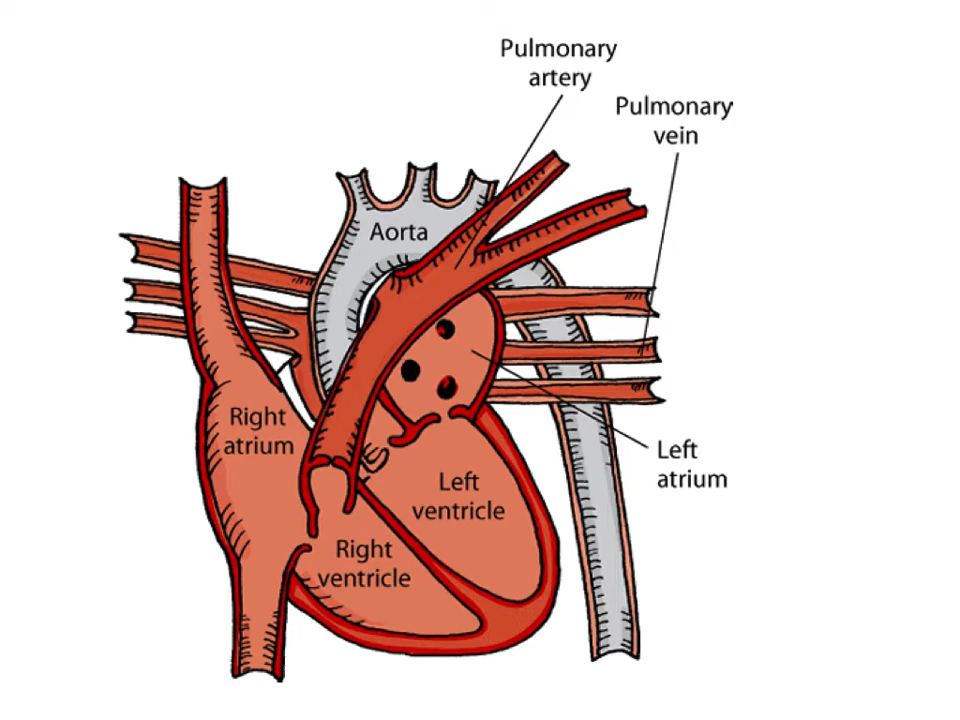 Pulmonary
artery
Pulmonary
vein
Aorta
Right
atrium
Left
atrium
Left
ventricle
Right
ventricle